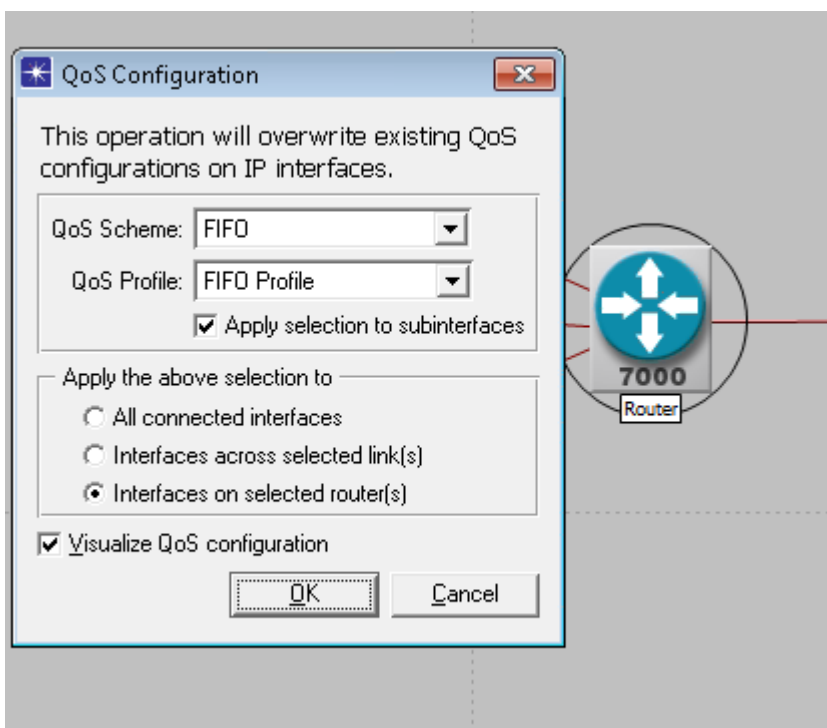 QoS Configuration
This operation will overwrite existing QoS
configurations on IP interfaces.
QoS Scheme: FIFO
QoS Profile: FIFO Profile
Apply selection to subinterfaces
Apply the above selection to
All connected interfaces
Interfaces across selected link(s)
Interfaces on selected router(s)
Visualize QoS configuration
OK Cancel
7000
Router